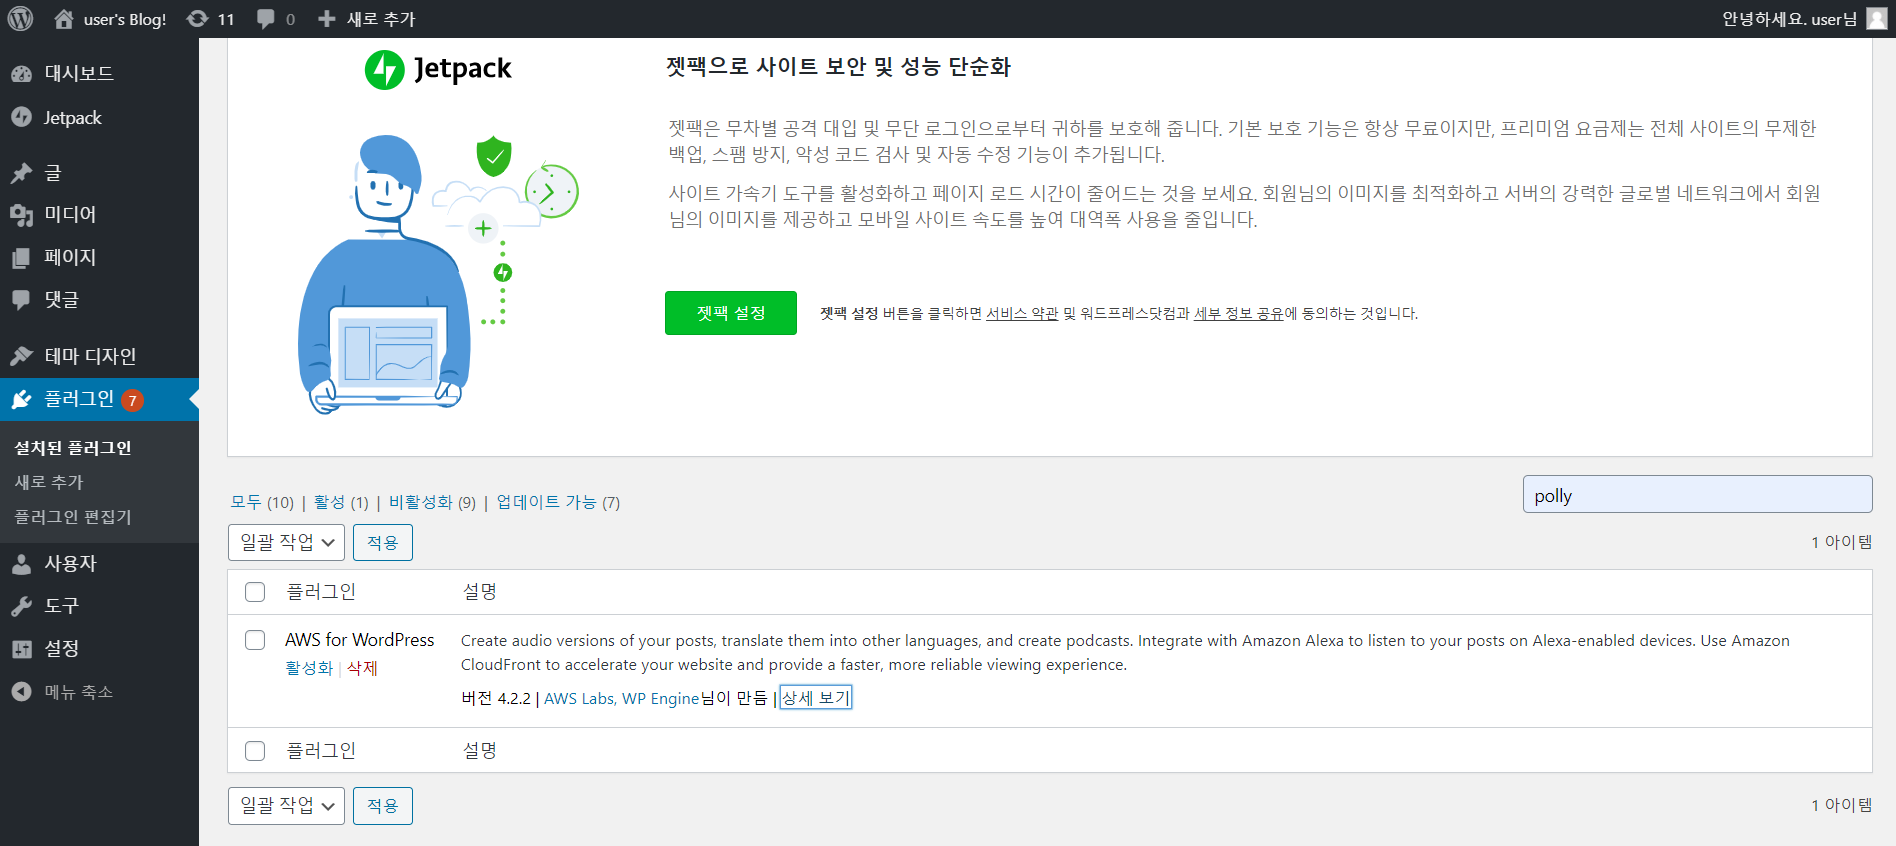 user's Blog! 11 0 새로 추가 안녕하세요. user님
대시보드
Jetpack
글
미디어
페이지
댓글
테마 디자인
플러그인 7
설치된 플러그인
새로 추가
플러그인 편집기
사용자
도구
설정
메뉴 축소
Jetpack
젯팩으로 사이트 보안 및 성능 단순화
젯팩은 무차별 공격 대입 및 무단 로그인으로부터 귀하를 보호해 줍니다. 기본 보호 기능은 항상 무료이지만, 프리미엄 요금제는 전체 사이트의 무제한
백업, 스팸 방지, 악성 코드 검사 및 자동 수정 기능이 추가됩니다.
사이트 가속기 도구를 활성화하고 페이지 로드 시간이 줄어드는 것을 보세요. 회원님의 이미지를 최적화하고 서버의 강력한 글로벌 네트워크에서 회원
님의 이미지를 제공하고 모바일 사이트 속도를 높여 대역폭 사용을 줄입니다.
젯팩 설정 젯팩 설정 버튼을 클릭하면 서비스 약관 및 워드프레스닷컴과 세부 정보 공유에 동의하는 것입니다.
모두 (10) | 활성 (1) | 비활성화 (9) | 업데이트 가능 (7) polly
일괄 작업 적용 1 아이템
플러그인 설명
AWS for WordPress Create audio versions of your posts, translate them into other languages, and create podcasts. Integrate with Amazon Alexa to listen to your posts on Alexa-enabled devices. Use Amazon
활성화 | 삭제 CloudFront to accelerate your website and provide a faster, more reliable viewing experience.
버전 4.2.2 | AWS Labs, WP Engine님이 만듬 | 상세 보기
플러그인 설명
일괄 작업 적용 1 아이템